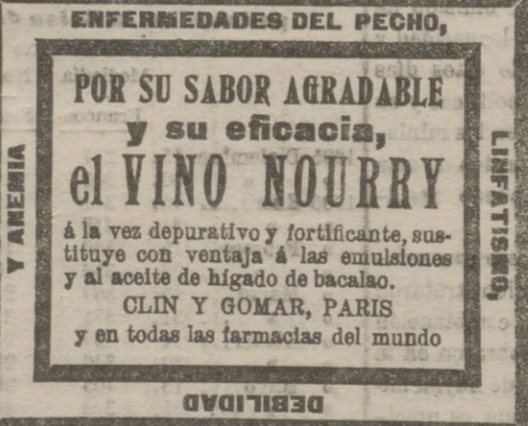 ENFERMEDADES DEL PECHO,
LINFATISMO,
DEBILIDAD
Y ANEMIA
POR SU SABOR AGRADABLE
y su eficacia,
el VINO NOURRY
á la vez depurativo y fortificante, sus-
tituye con ventaja á las emulsiones
y al aceite de hígado de bacalao.
CLIN Y GOMAR, PARIS
y en todas las farmacias del mundo